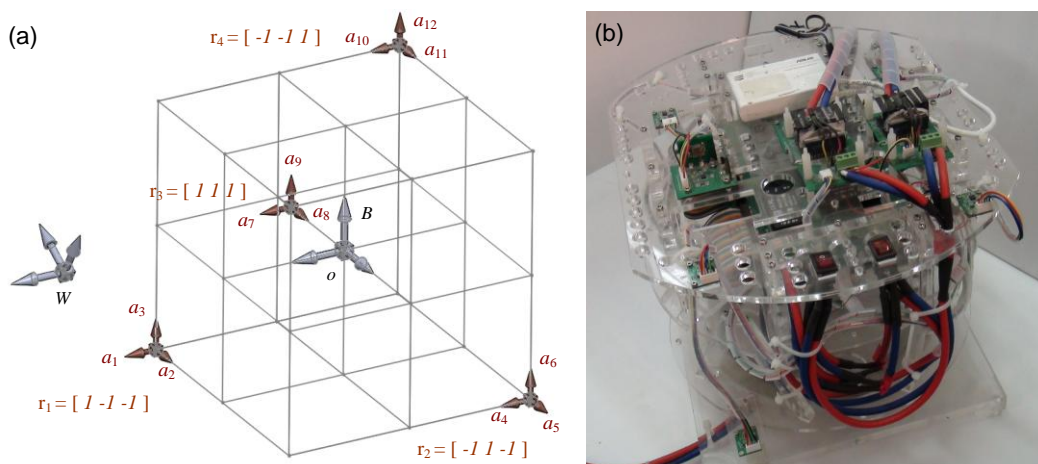 (a)
r4 = [ -1 -1 1 ]
a12
a10
a11
a9
r3 = [ 1 1 1 ]
a7
a8
B
o
W
a3
a1
a2
r1 = [ 1 -1 -1 ]
a6
a4
a5
r2 = [ -1 1 -1 ]
(b)